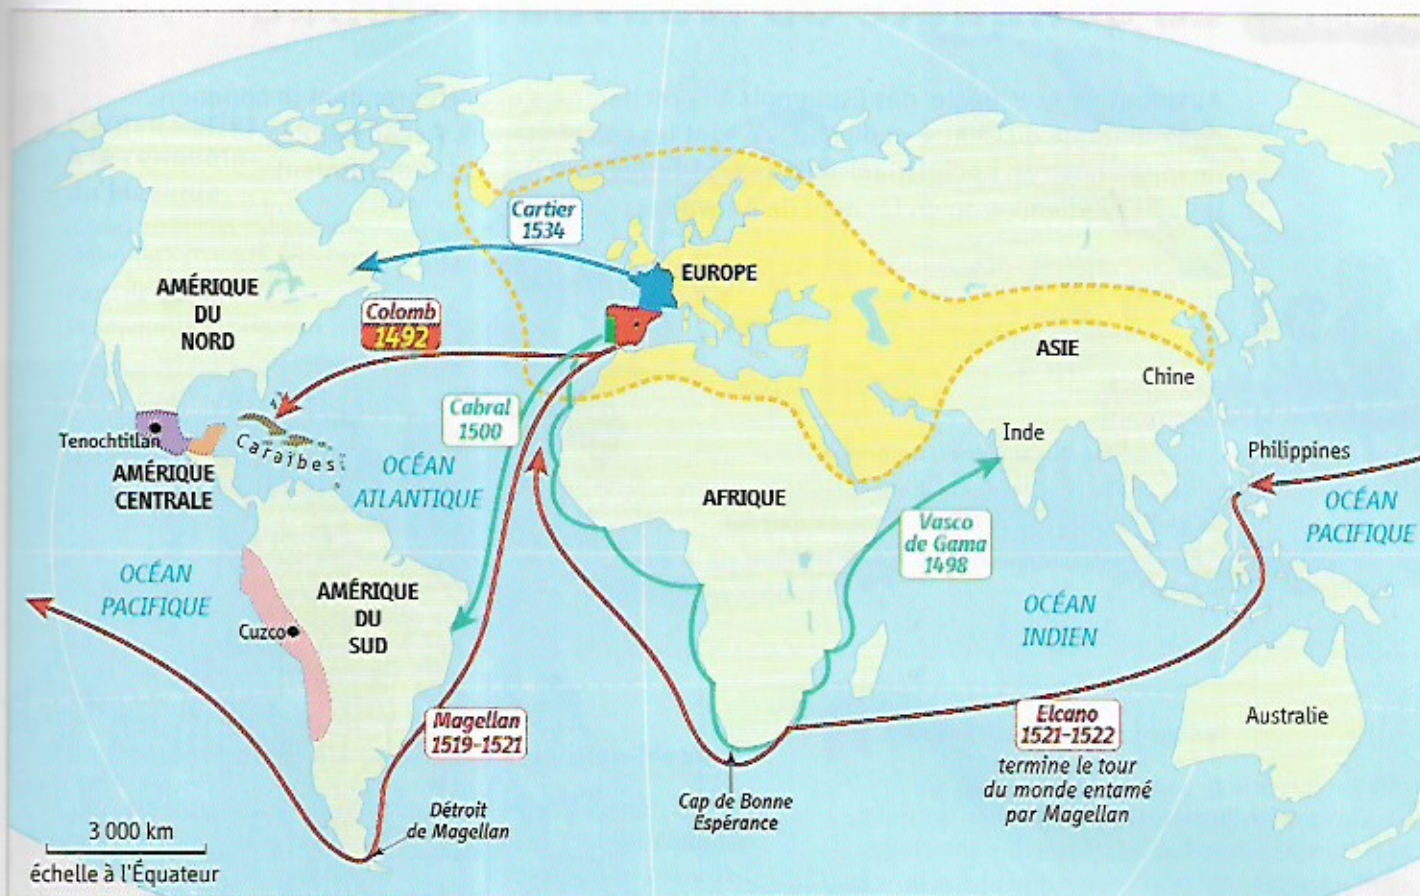 Cartier
1534
AMÉRIQUE
DU
NORD
EUROPE
Colomb
1492
ASIE
Chine
Cabral
1500
Inde
Tenochtitlan
Caraïbes
Philippines
AMÉRIQUE
CENTRALE
OCÉAN
ATLANTIQUE
AFRIQUE
OCÉAN
PACIFIQUE
Vasco
de Gama
1498
OCÉAN
PACIFIQUE
AMÉRIQUE
DU
SUD
Cuzco
OCÉAN
INDIEN
Magellan
1519-1521
Elcano
1521-1522
termine le tour
du monde entamé
par Magellan
Australie
Détroit
de Magellan
Cap de Bonne
Espérance
3 000 km
échelle à l'Équateur